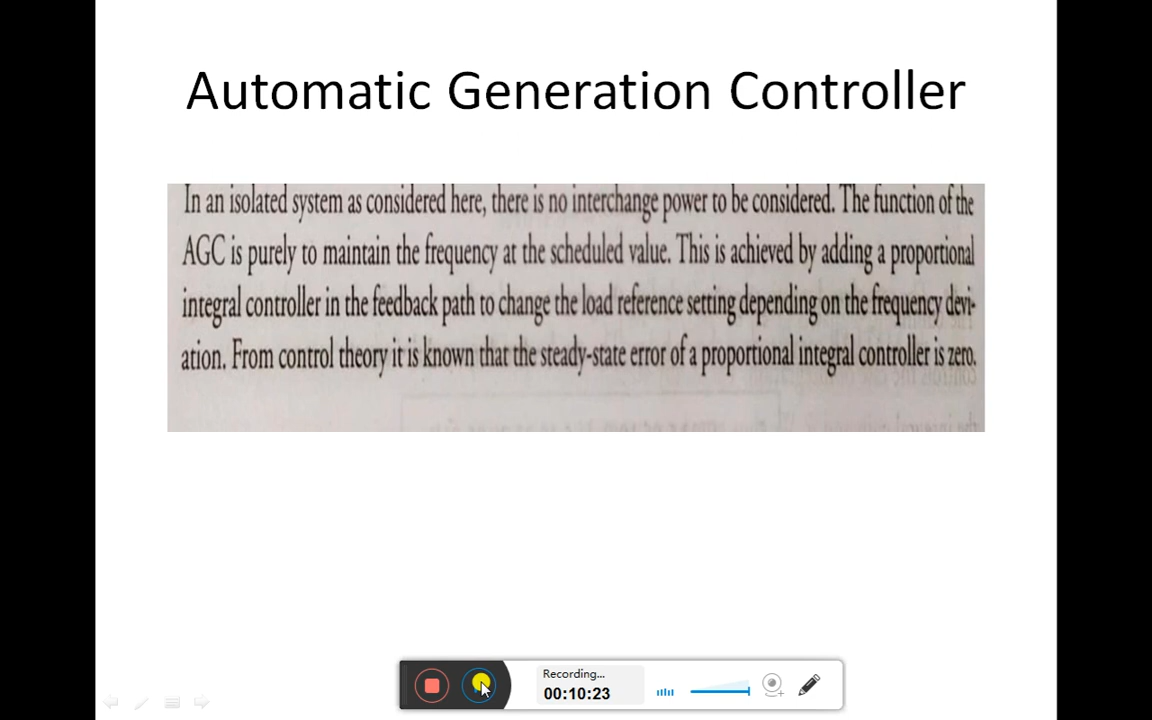 Automatic Generation Controller
In an isolated system as considered here, there is no interchange power to be considered. The function of the
AGC is purely to maintain the frequency at the scheduled value. This is achieved by adding a proportional
integral controller in the feedback path to change the load reference setting depending on the frequency devi-
ation. From control theory it is known that the steady-state error of a proportional integral controller is zero.
Recording...
00:10:23